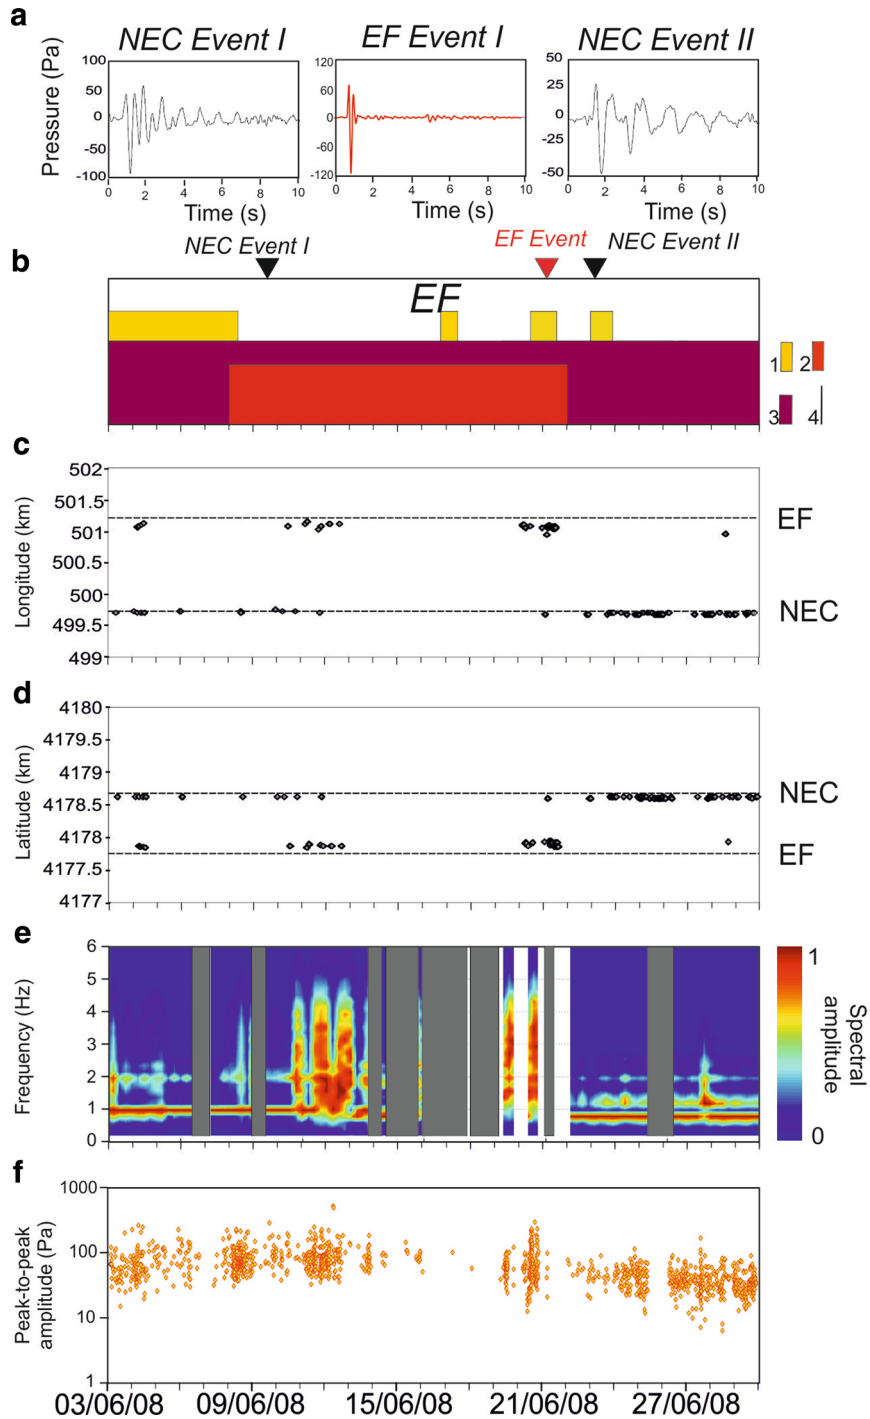 a
NEC Event I
EF Event I
NEC Event II
Pressure (Pa)
100
50
0
-50
-100
0
2
4
6
8
10
Time (s)
120
60
0
-60
-120
0
2
4
6
8
10
Time (s)
50
25
0
-25
-50
0
2
4
6
8
10
Time (s)
b
NEC Event I
EF Event
NEC Event II
EF
1
2
3
4
c
Longitude (km)
502
501.5
501
500.5
500
499.5
499
EF
NEC
d
Latitude (km)
4180
4179.5
4179
4178.5
4178
4177.5
4177
NEC
EF
e
Frequency (Hz)
6
5
4
3
2
1
0
1
0
Spectral
amplitude
f
Peak-to-peak
amplitude (Pa)
1000
100
10
1
03/06/08
09/06/08
15/06/08
21/06/08
27/06/08